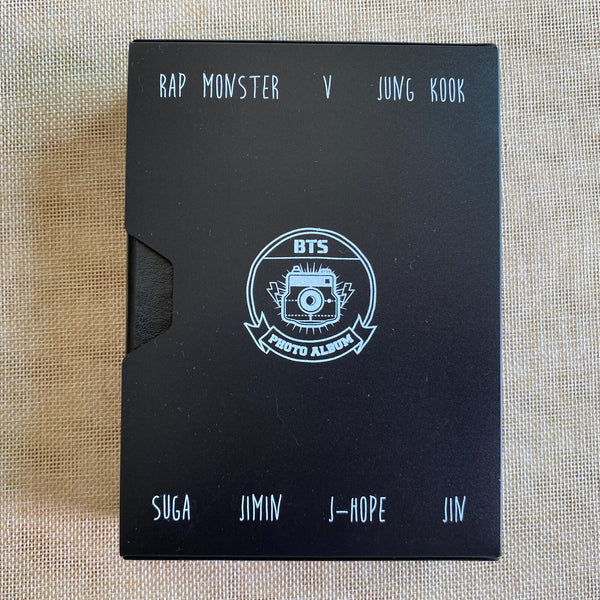 RAP MONSTER V JUNG KOOK
BTS
PHOTO ALBUM
SUGA JIMIN J-HOPE JIN